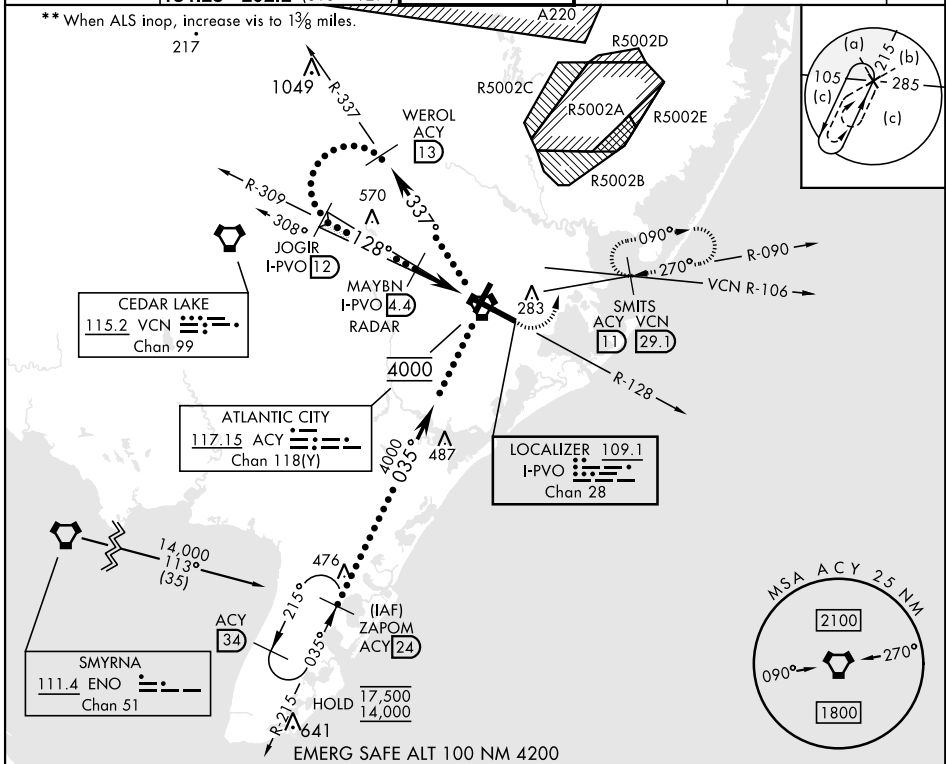 ** When ALS inop, increase vis to 1⅜ miles.
A220
217
1049
R-337
R5002D
R5002C
R5002A
R5002E
R5002B
(a)
215
(b)
105
285
(c)
(c)
WEROL
ACY
13
R-309
308°
570
337°
128°
JOGIR
I-PVO 12
MAYBN
I-PVO 4.4
RADAR
090°
270°
R-090
VCN R-106
283
SMITS
ACY VCN
11 29.1
CEDAR LAKE
115.2 VCN
Chan 99
4000
R-128
ATLANTIC CITY
117.15 ACY
Chan 118(Y)
4000
035°
487
LOCALIZER 109.1
I-PVO
Chan 28
14,000
113°
(35)
476
215°
035°
(IAF)
ZAPOM
ACY 24
ACY
34
SMYRNA
111.4 ENO
Chan 51
HOLD 17,500
14,000
R-215
641
EMERG SAFE ALT 100 NM 4200
MSA ACY 25 NM
2100
090°
270°
1800